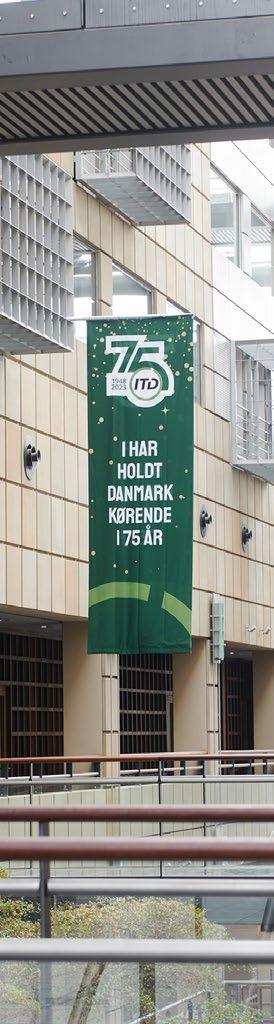 75
1948
2023
ITD
I HAR
HOLDT
DANMARK
KØRENDE
I 75 ÅR